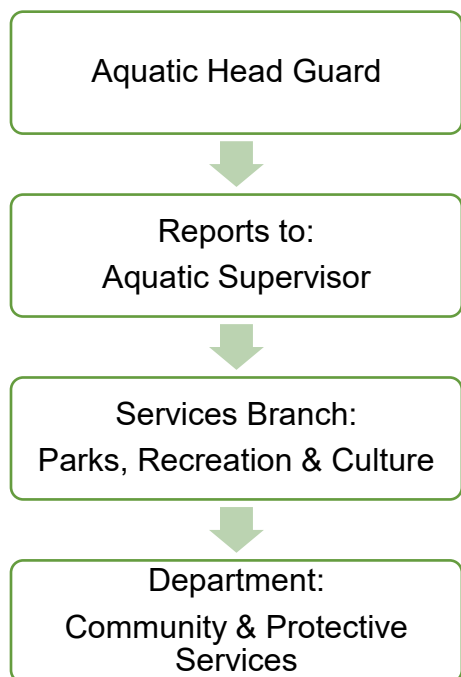 Aquatic Head Guard
Reports to:
Aquatic Supervisor
Services Branch:
Parks, Recreation & Culture
Department:
Community & Protective
Services